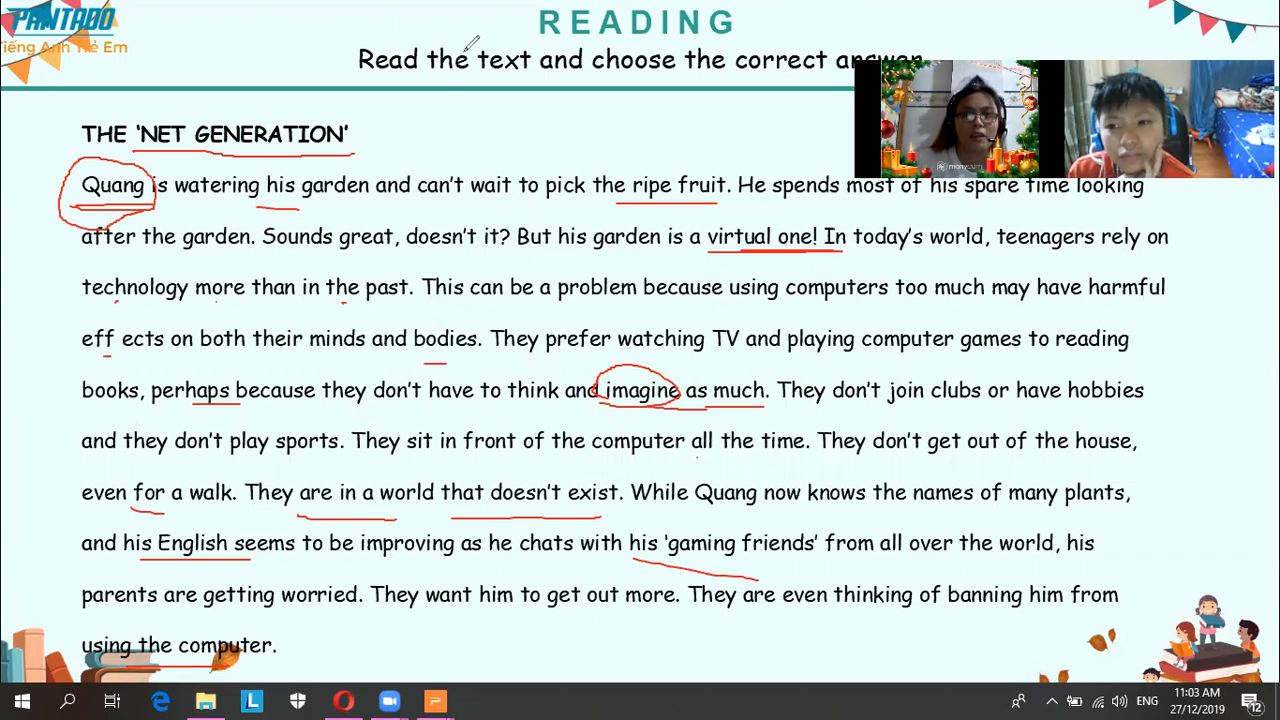 PANTADO
Tiếng Anh Trẻ Em
READING
Read the text and choose the correct answer
THE ‘NET GENERATION’
Quang is watering his garden and can’t wait to pick the ripe fruit. He spends most of his spare time looking
after the garden. Sounds great, doesn’t it? But his garden is a virtual one! In today’s world, teenagers rely on
technology more than in the past. This can be a problem because using computers too much may have harmful
eff ects on both their minds and bodies. They prefer watching TV and playing computer games to reading
books, perhaps because they don’t have to think and imagine as much. They don’t join clubs or have hobbies
and they don’t play sports. They sit in front of the computer all the time. They don’t get out of the house,
even for a walk. They are in a world that doesn’t exist. While Quang now knows the names of many plants,
and his English seems to be improving as he chats with his ‘gaming friends’ from all over the world, his
parents are getting worried. They want him to get out more. They are even thinking of banning him from
using the computer.
ENG
11:03 AM
27/12/2019
12